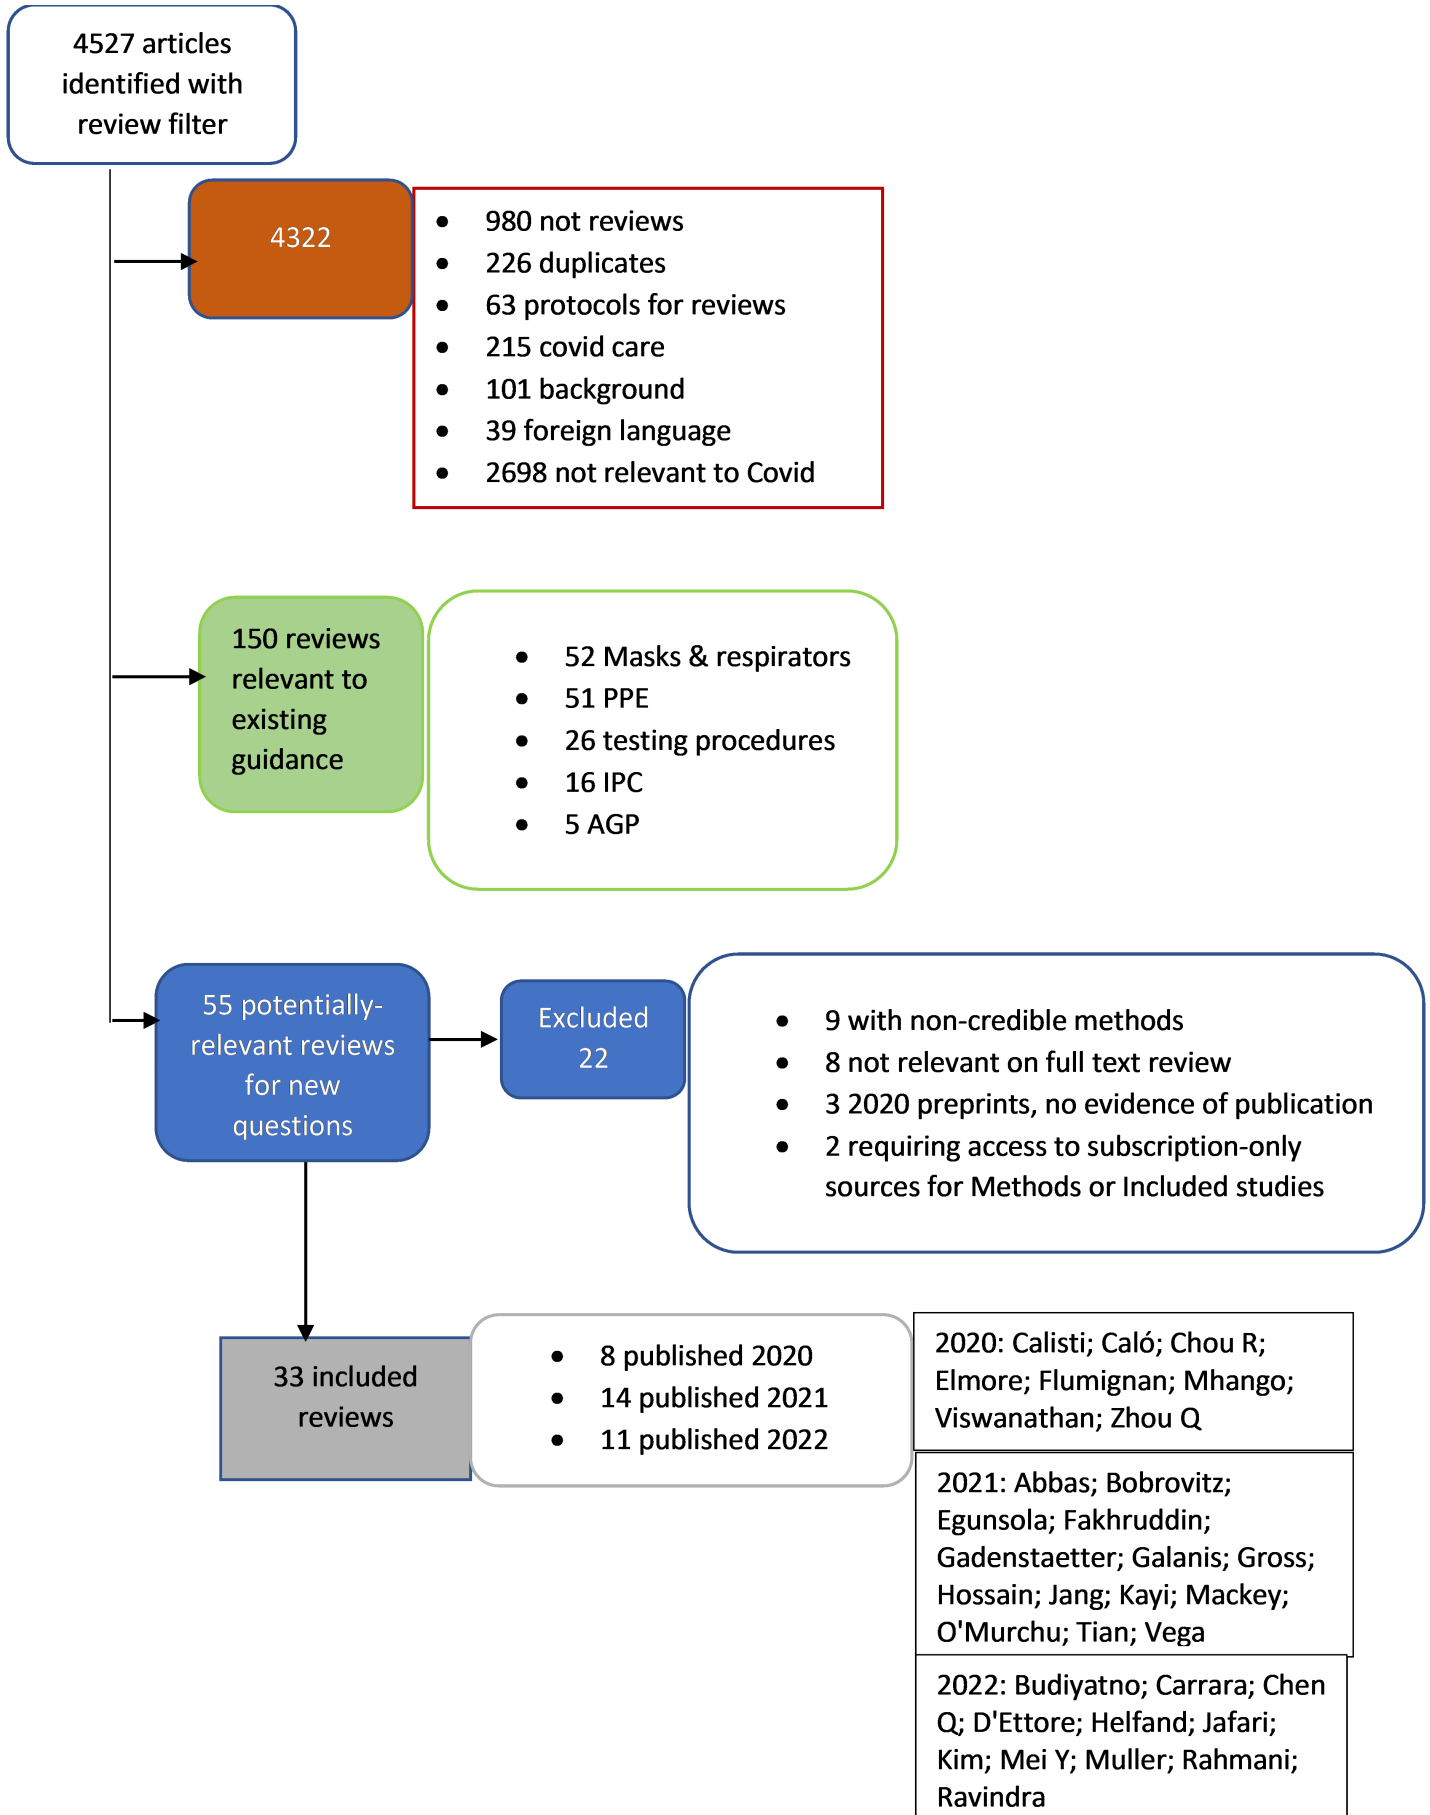 4527 articles
identified with
review filter
4322
• 980 not reviews
• 226 duplicates
• 63 protocols for reviews
• 215 covid care
• 101 background
• 39 foreign language
• 2698 not relevant to Covid
150 reviews
relevant to
existing
guidance
• 52 Masks & respirators
• 51 PPE
• 26 testing procedures
• 16 IPC
• 5 AGP
55 potentially-
relevant reviews
for new
questions
Excluded
22
• 9 with non-credible methods
• 8 not relevant on full text review
• 3 2020 preprints, no evidence of publication
• 2 requiring access to subscription-only
sources for Methods or Included studies
33 included
reviews
• 8 published 2020
• 14 published 2021
• 11 published 2022
2020: Calisti; Caló; Chou R;
Elmore; Flumignan; Mhango;
Viswanathan; Zhou Q
2021: Abbas; Bobrovitz;
Egunsola; Fakhruddin;
Gadenstaetter; Galanis; Gross;
Hossain; Jang; Kayi; Mackey;
O'Murchu; Tian; Vega
2022: Budiyatno; Carrara; Chen
Q; D'Ettore; Helfand; Jafari;
Kim; Mei Y; Muller; Rahmani;
Ravindra